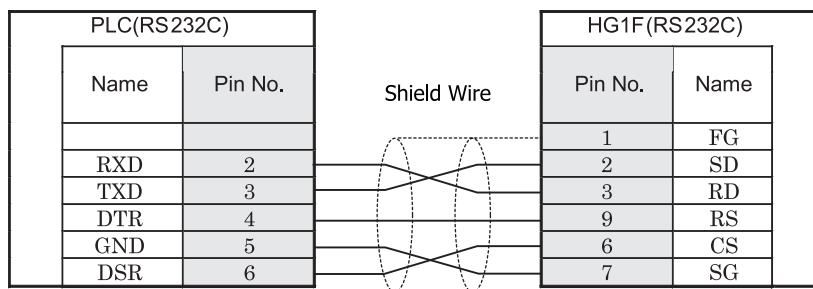 PLC(RS232C) HG1F(RS232C)
Name Pin No. Shield Wire Pin No. Name
1 FG
RXD 2 2 SD
TXD 3 3 RD
DTR 4 9 RS
GND 5 6 CS
DSR 6 7 SG